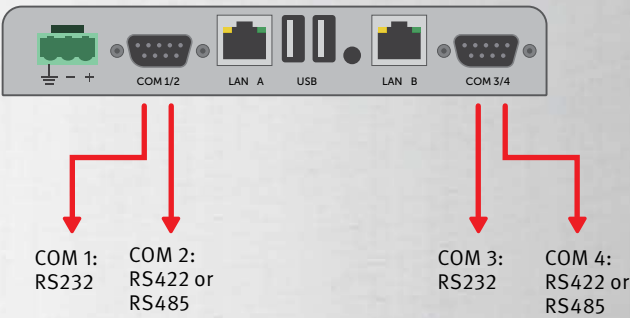 - +
COM 1/2 LAN A USB LAN B COM 3/4
COM 1:
RS232
COM 2:
RS422 or
RS485
COM 3:
RS232
COM 4:
RS422 or
RS485